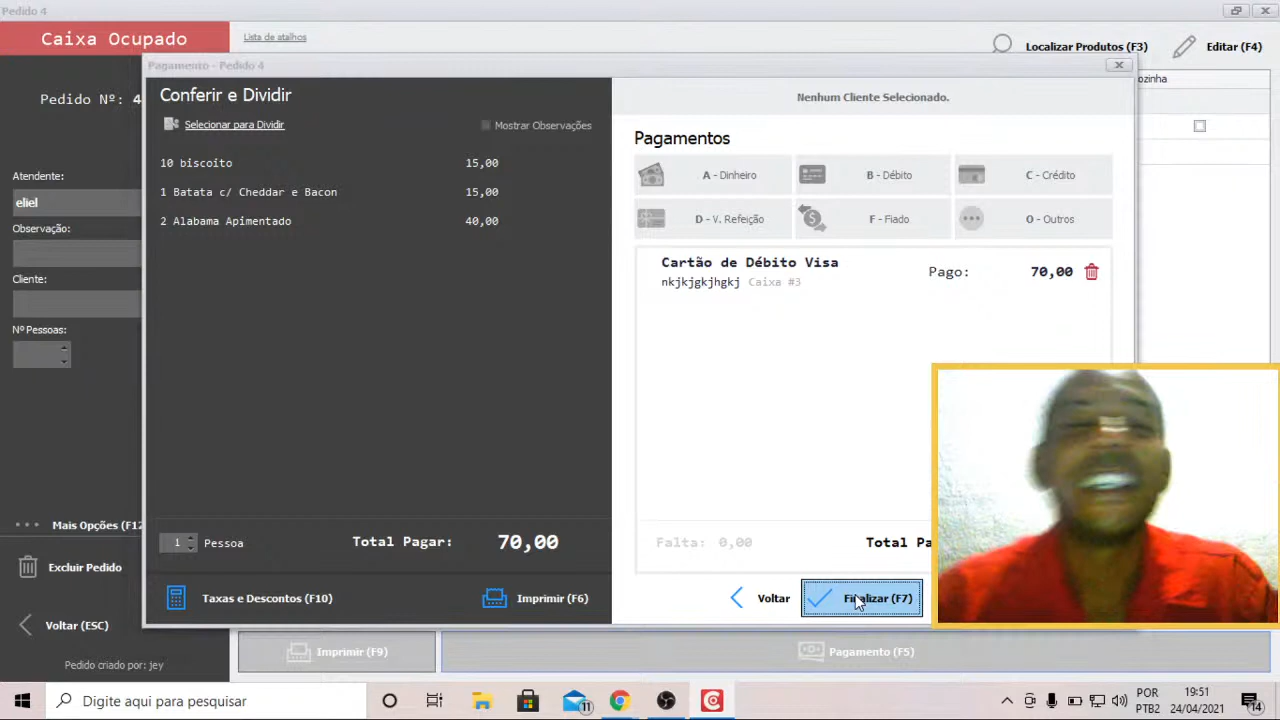 Pedido 4
Caixa Ocupado
Lista de atalhos
Localizar Produtos (F3)
Editar (F4)
Pedido Nº: 4
Atendente:
eliel
Observação:
Cliente:
Nº Pessoas:
Mais Opções (F12
Excluir Pedido
Voltar (ESC)
Pedido criado por: jey
Pagamento - Pedido 4
Conferir e Dividir
Selecionar para Dividir
Mostrar Observações
10 biscoito 15,00
1 Batata c/ Cheddar e Bacon 15,00
2 Alabama Apimentado 40,00
1 Pessoa
Total Pagar: 70,00
Taxas e Descontos (F10)
Imprimir (F6)
Nenhum Cliente Selecionado.
Pagamentos
A - Dinheiro
B - Débito
C - Crédito
D - V. Refeição
F - Fiado
O - Outros
Cartão de Débito Visa
nkjkjgkjhgkj Caixa #3
Pago: 70,00
Falta: 0,00
Total Pa
Voltar
Finalizar (F7)
ozinha
Imprimir (F9)
Pagamento (F5)
Digite aqui para pesquisar
11
POR
PTB2
19:51
24/04/2021
14